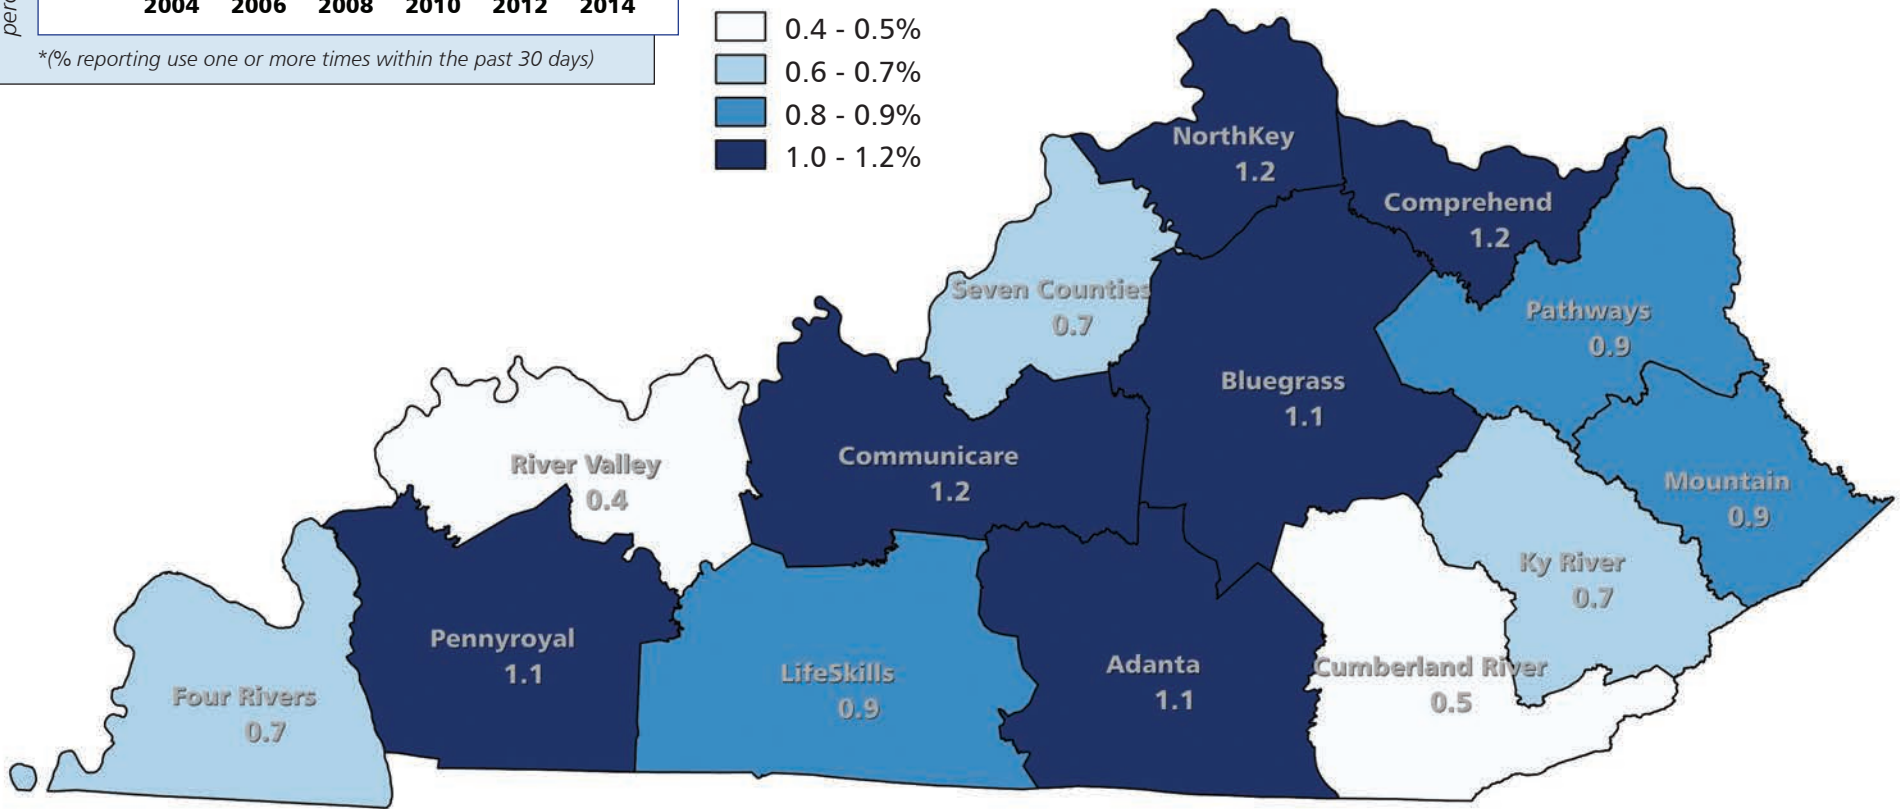 2004 2006 2008 2010 2012 2014
*(% reporting use one or more times within the past 30 days)
0.4 - 0.5%
0.6 - 0.7%
0.8 - 0.9%
1.0 - 1.2%
NorthKey
1.2
Comprehend
1.2
Seven Counties
0.7
Pathways
0.9
Bluegrass
1.1
River Valley
0.4
Communicare
1.2
Mountain
0.9
Ky River
0.7
Pennyroyal
1.1
LifeSkills
0.9
Adanta
1.1
Cumberland River
0.5
Four Rivers
0.7